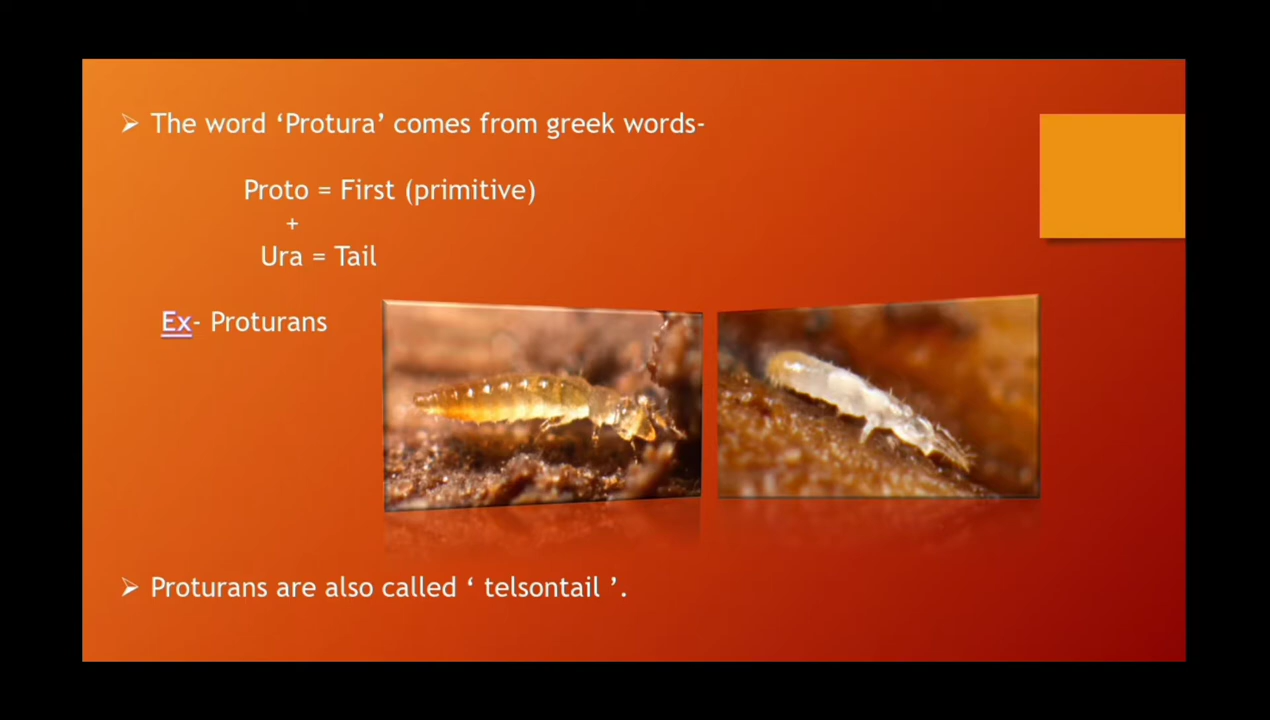 The word ‘Protura’ comes from greek words-
Proto = First (primitive)
+
Ura = Tail
Ex- Proturans
Proturans are also called ‘ telsontail ’.